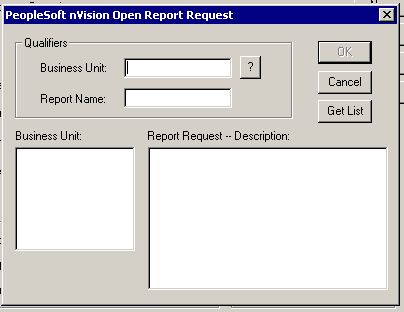 PeopleSoft nVision Open Report Request
Qualifiers
Business Unit:
?
OK
Report Name:
Cancel
Get List
Business Unit:
Report Request -- Description: